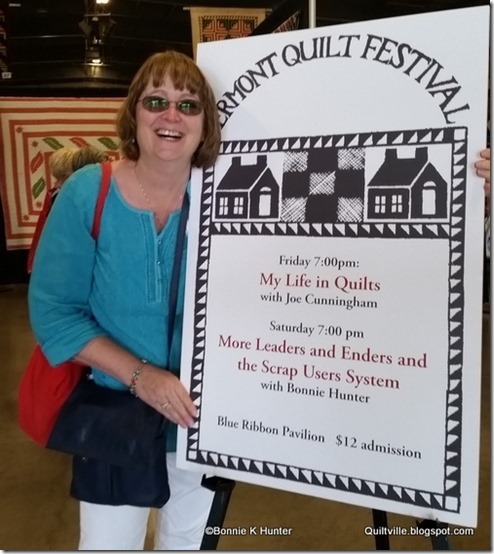 VERMONT QUILT FESTIVAL
Friday 7:00pm:
My Life in Quilts
with Joe Cunningham
Saturday 7:00 pm
More Leaders and Enders and
the Scrap Users System
with Bonnie Hunter
Blue Ribbon Pavilion $12 admission
©Bonnie K Hunter Quiltville.blogspot.com